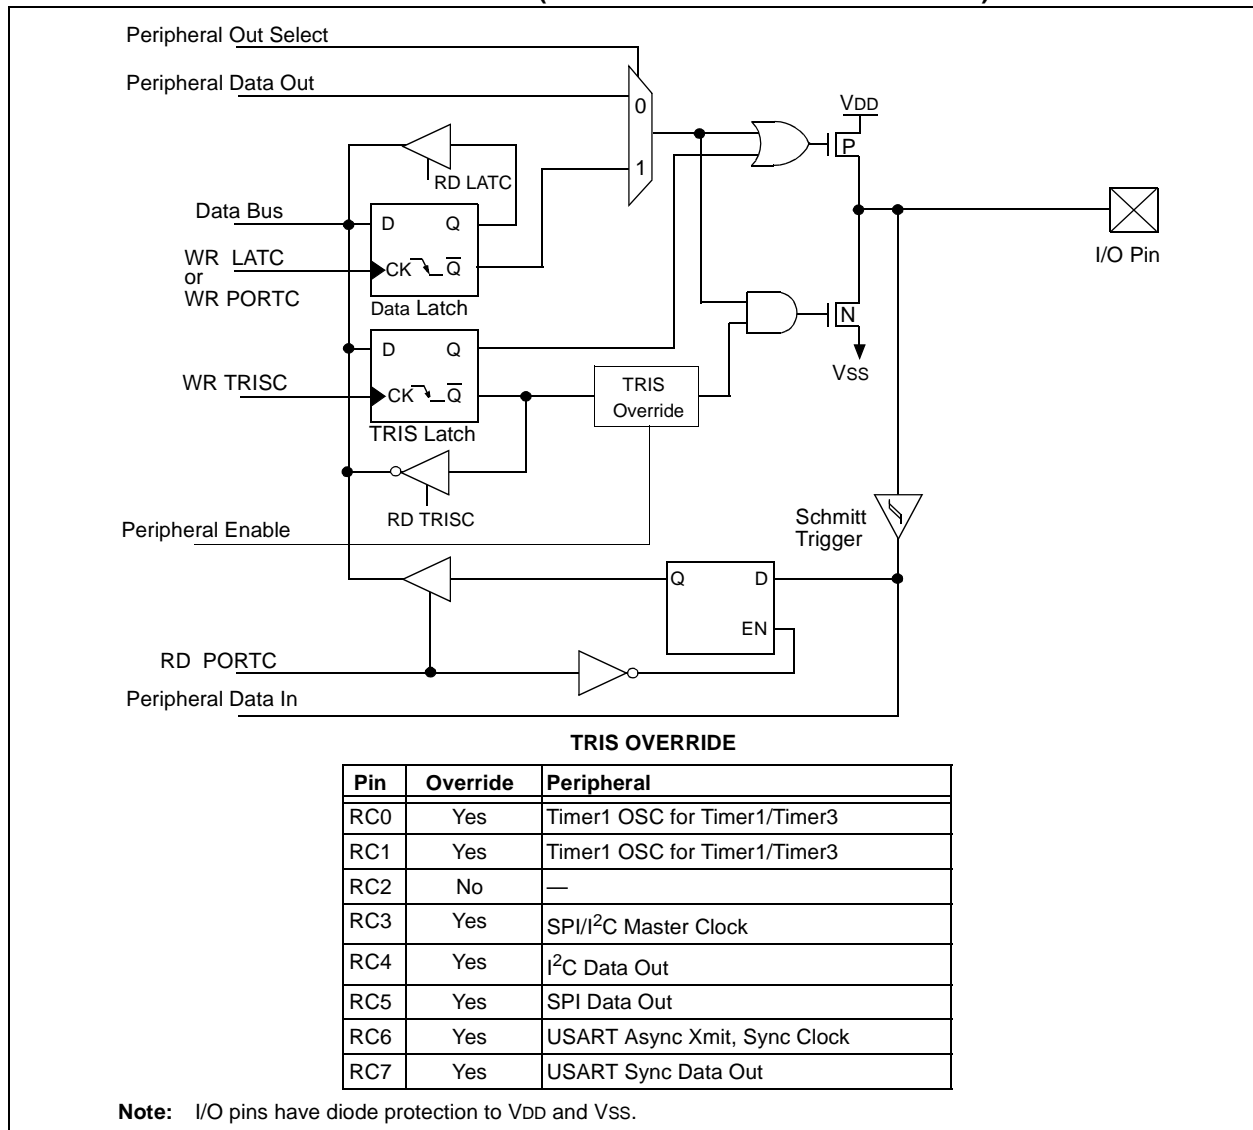 Peripheral Out Select
Peripheral Data Out
0
VDD
P
1
RD LATC
Data Bus
D Q
I/O Pin
WR LATC
or
WR PORTC
CK Q̅
Data Latch
N
D Q
VSS
WR TRISC
CK Q̅
TRIS
Override
TRIS Latch
RD TRISC
Schmitt
Trigger
Peripheral Enable
Q D
EN
RD PORTC
Peripheral Data In
TRIS OVERRIDE
Pin Override Peripheral
RC0 Yes Timer1 OSC for Timer1/Timer3
RC1 Yes Timer1 OSC for Timer1/Timer3
RC2 No —
RC3 Yes SPI/I²C Master Clock
RC4 Yes I²C Data Out
RC5 Yes SPI Data Out
RC6 Yes USART Async Xmit, Sync Clock
RC7 Yes USART Sync Data Out
Note: I/O pins have diode protection to VDD and VSS.